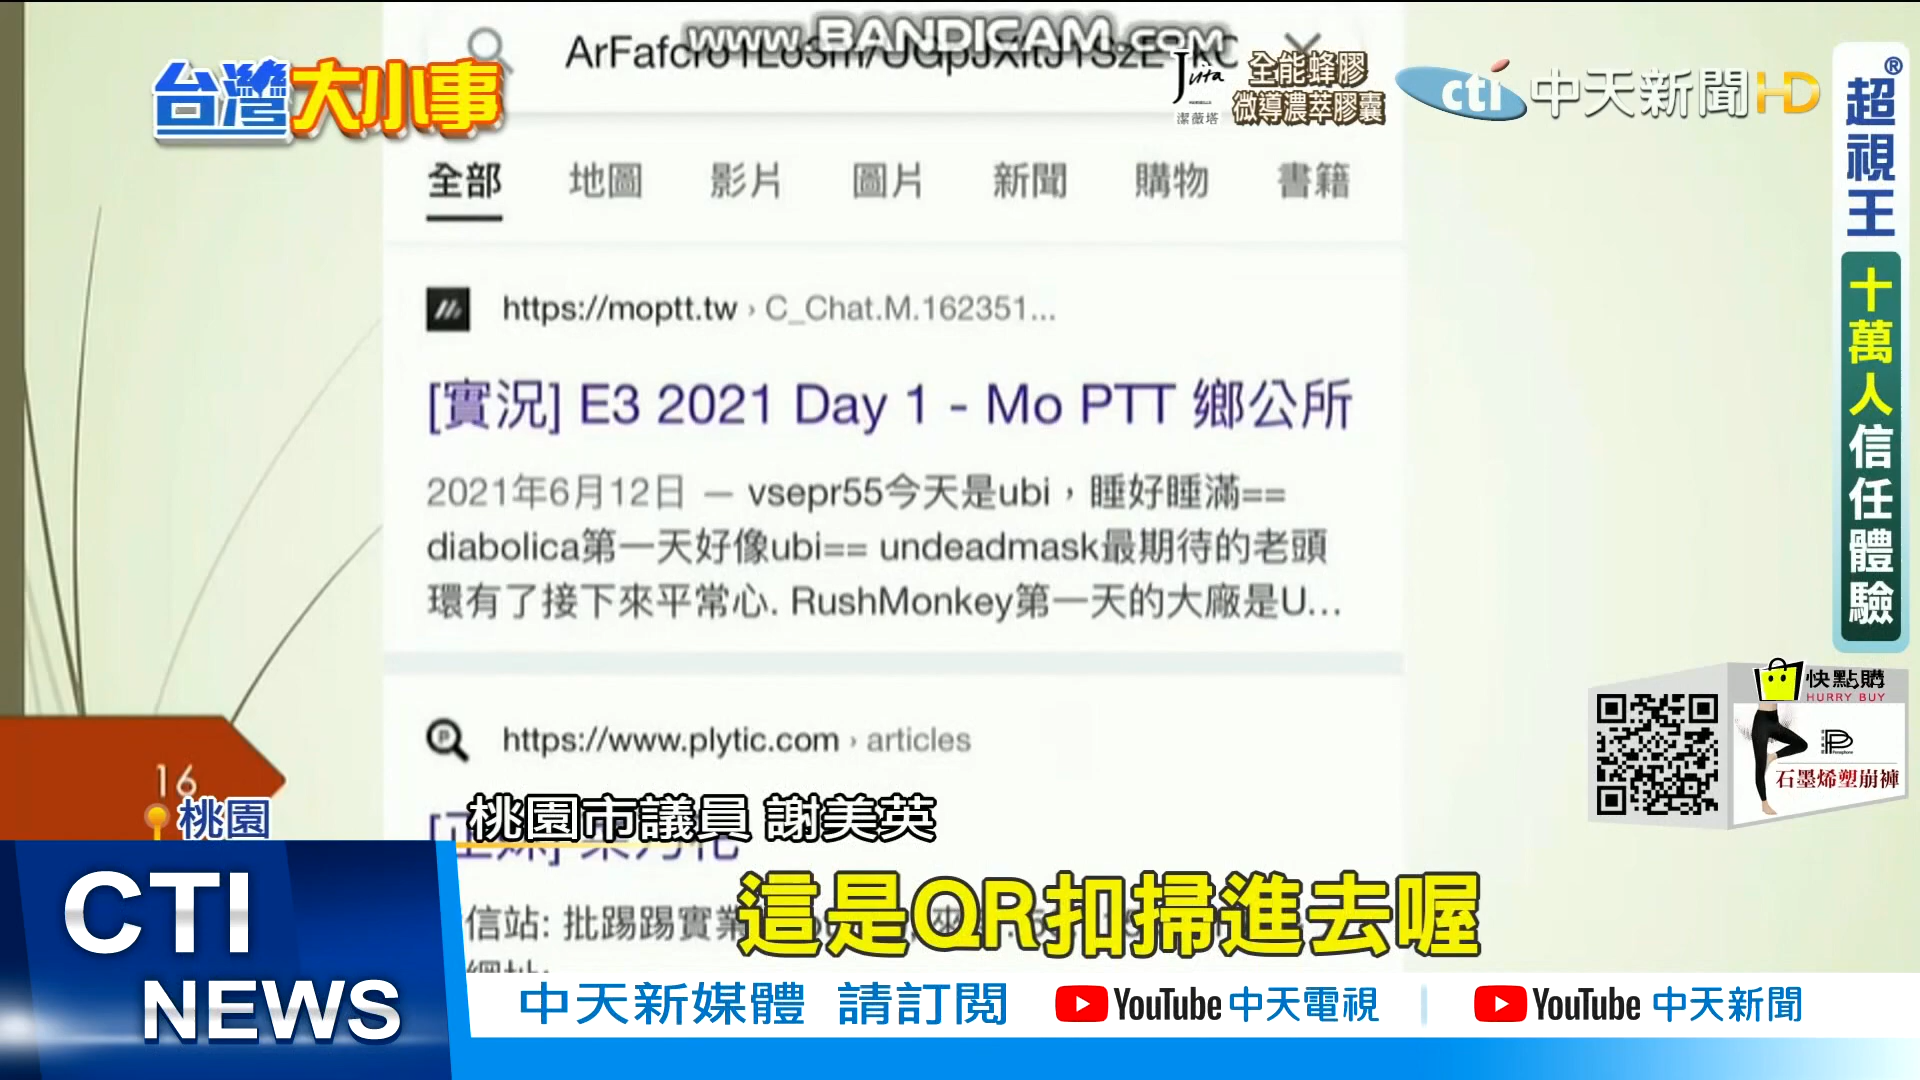 www.BANDICAM.com
台灣大小事
Jvita
潔薇塔
全能蜂膠
微導濃萃膠囊
cti 中天新聞HD
超視王®
十萬人信任體驗
全部 地圖 影片 圖片 新聞 購物 書籍
https://moptt.tw › C_Chat.M.162351...
[實況] E3 2021 Day 1 - Mo PTT 鄉公所
2021年6月12日 — vsepr55今天是ubi，睡好睡滿==
diabolica第一天好像ubi== undeadmask最期待的老頭
環有了接下來平常心. RushMonkey第一天的大廠是U...
https://www.plytic.com › articles
快點購
HURRY BUY
石墨烯塑崩褲
16
桃園
桃園市議員 謝美英
信站: 批踢踢實業
這是QR扣掃進去喔
CTI
NEWS
中天新媒體 請訂閱 YouTube 中天電視 | YouTube 中天新聞